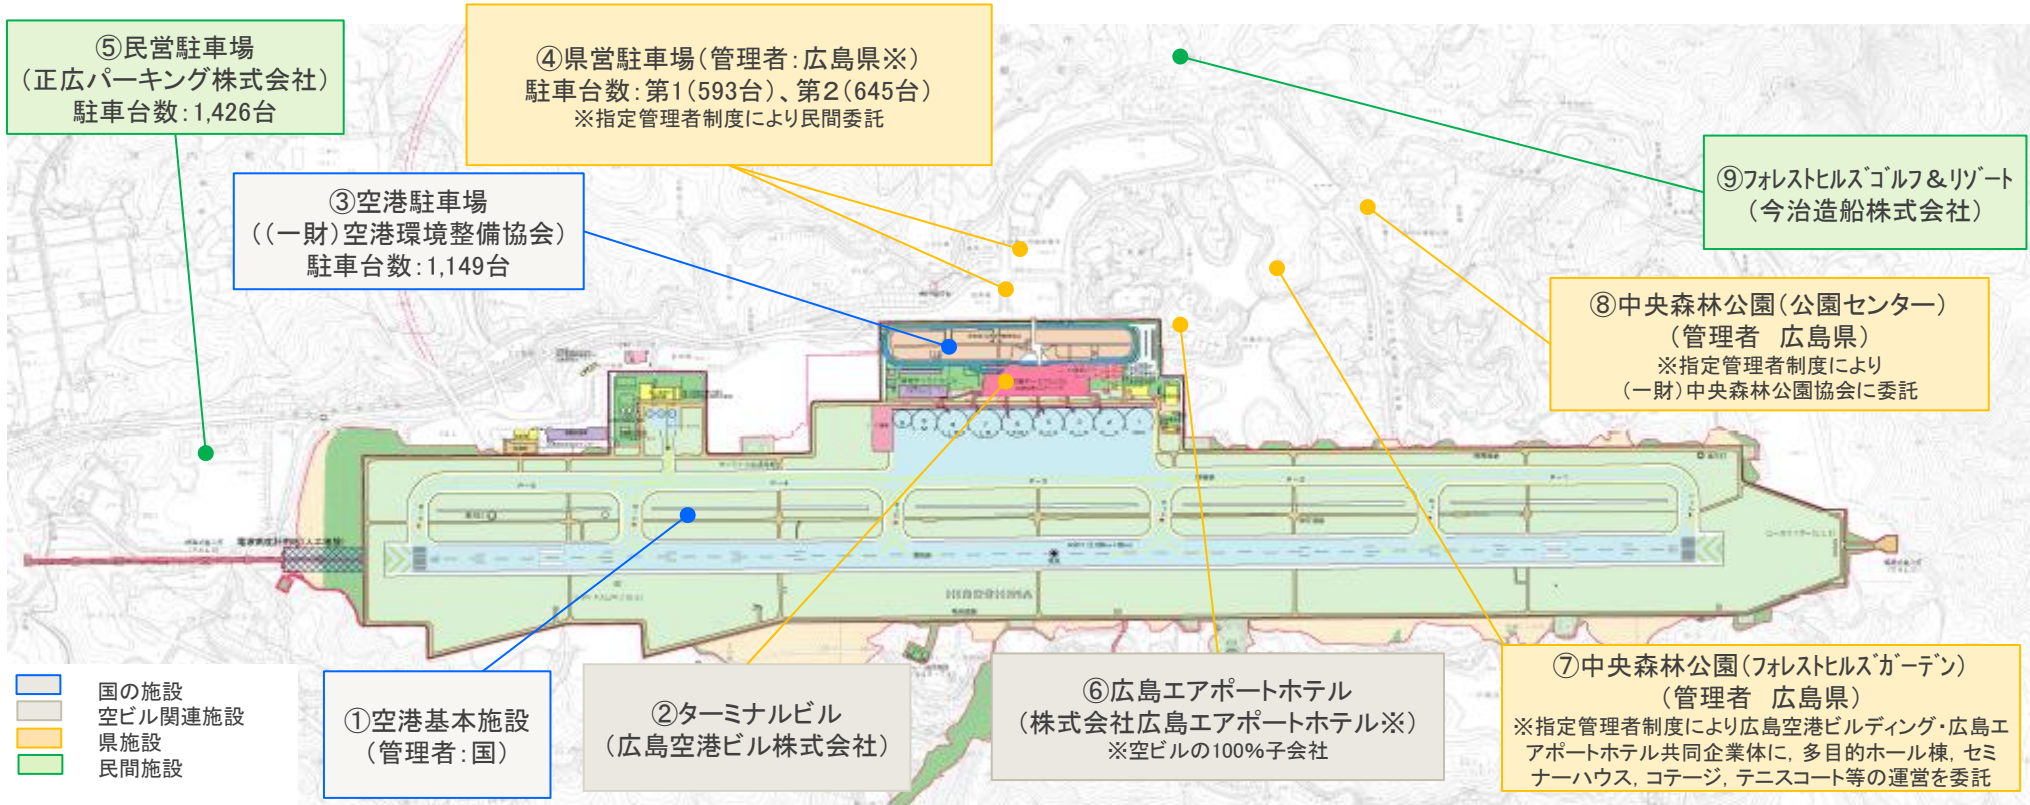 ⑤民営駐車場
(正広パーキング株式会社)
駐車台数:1,426台
④県営駐車場(管理者:広島県※)
駐車台数:第1(593台)、第2(645台)
※指定管理者制度により民間委託
③空港駐車場
((一財)空港環境整備協会)
駐車台数:1,149台
⑨フォレストヒルズゴルフ&リゾート
(今治造船株式会社)
⑧中央森林公園(公園センター)
(管理者 広島県)
※指定管理者制度により
(一財)中央森林公園協会に委託
HIROSHIMA
国の施設
空ビル関連施設
県施設
民間施設
①空港基本施設
(管理者:国)
②ターミナルビル
(広島空港ビル株式会社)
⑥広島エアポートホテル
(株式会社広島エアポートホテル※)
※空ビルの100%子会社
⑦中央森林公園(フォレストヒルズガーデン)
(管理者 広島県)
※指定管理者制度により広島空港ビルディング・広島エ
アポートホテル共同企業体に,多目的ホール棟,セミ
ナーハウス,コテージ,テニスコート等の運営を委託